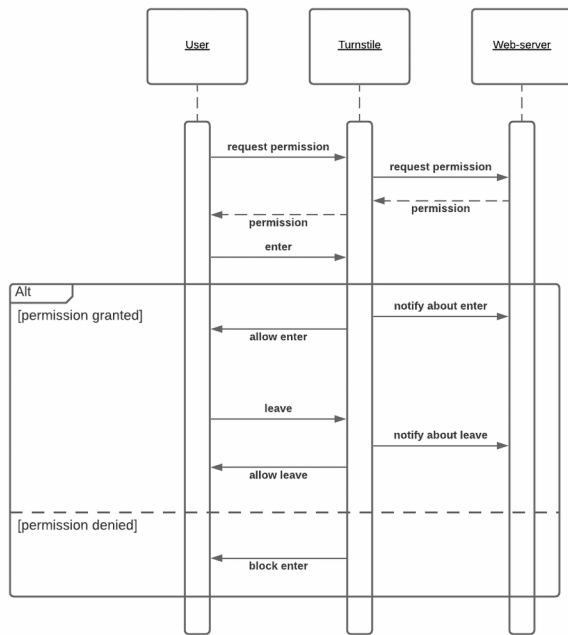 User
Turnstile
Web-server
request permission
request permission
permission
permission
enter
Alt
[permission granted]
notify about enter
allow enter
leave
notify about leave
allow leave
[permission denied]
block enter